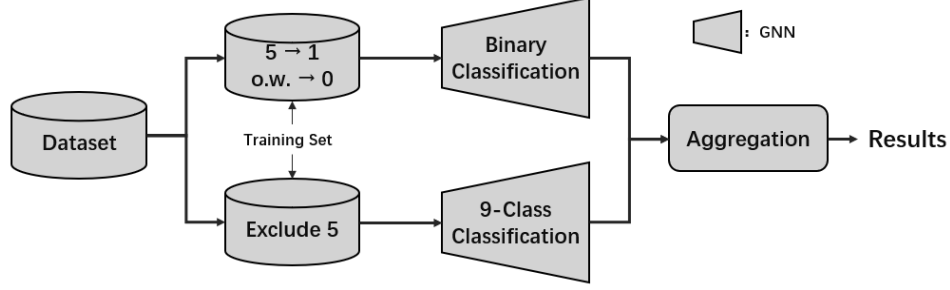 Dataset
5 → 1
o.w. → 0
Training Set
Exclude 5
Binary
Classification
9-Class
Classification
: GNN
Aggregation
Results